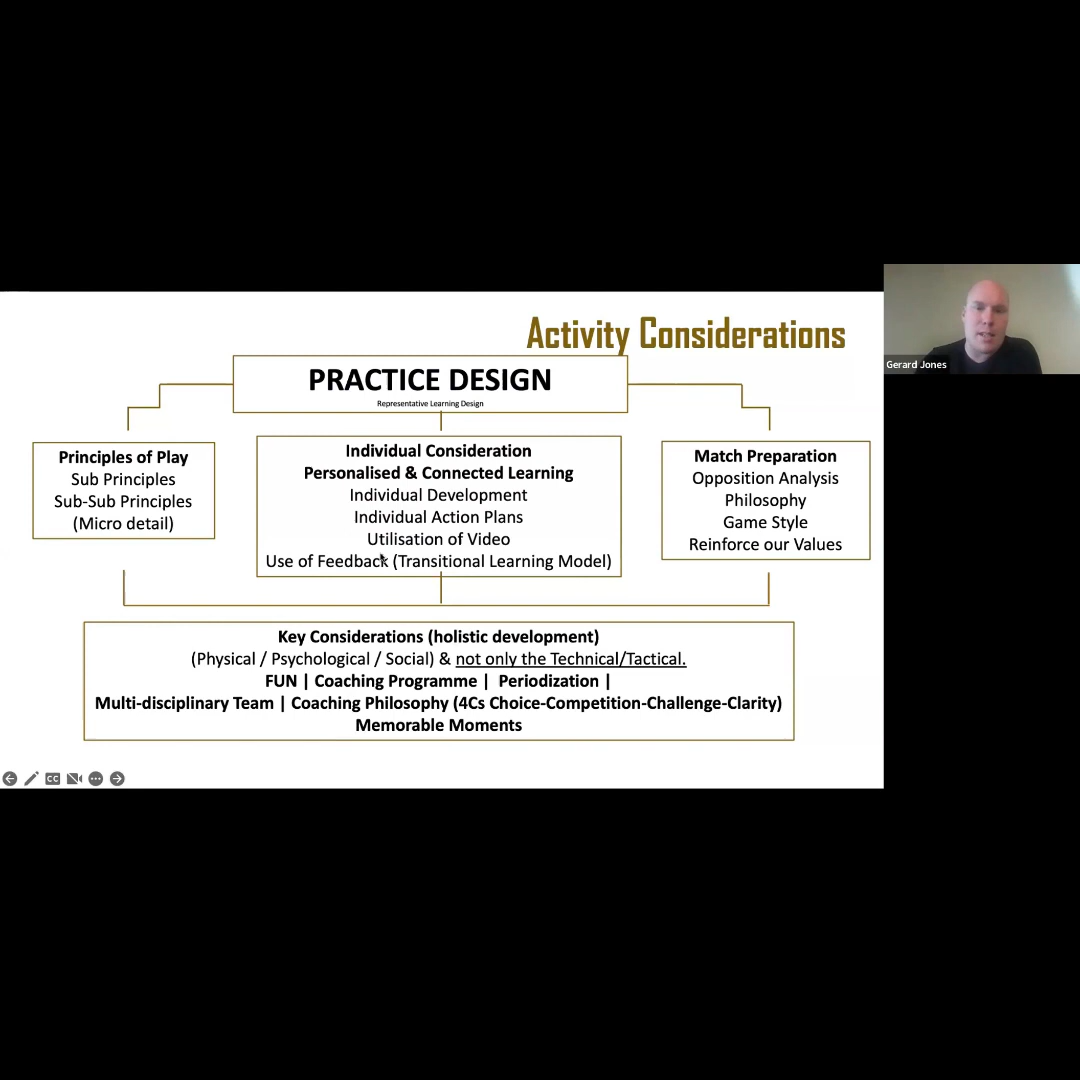 Activity Considerations
PRACTICE DESIGN
Representative Learning Design
Principles of Play
Sub Principles
Sub-Sub Principles
(Micro detail)
Individual Consideration
Personalised & Connected Learning
Individual Development
Individual Action Plans
Utilisation of Video
Use of Feedback (Transitional Learning Model)
Match Preparation
Opposition Analysis
Philosophy
Game Style
Reinforce our Values
Key Considerations (holistic development)
(Physical / Psychological / Social) & not only the Technical/Tactical.
FUN | Coaching Programme | Periodization |
Multi-disciplinary Team | Coaching Philosophy (4Cs Choice-Competition-Challenge-Clarity)
Memorable Moments
Gerard Jones
CC